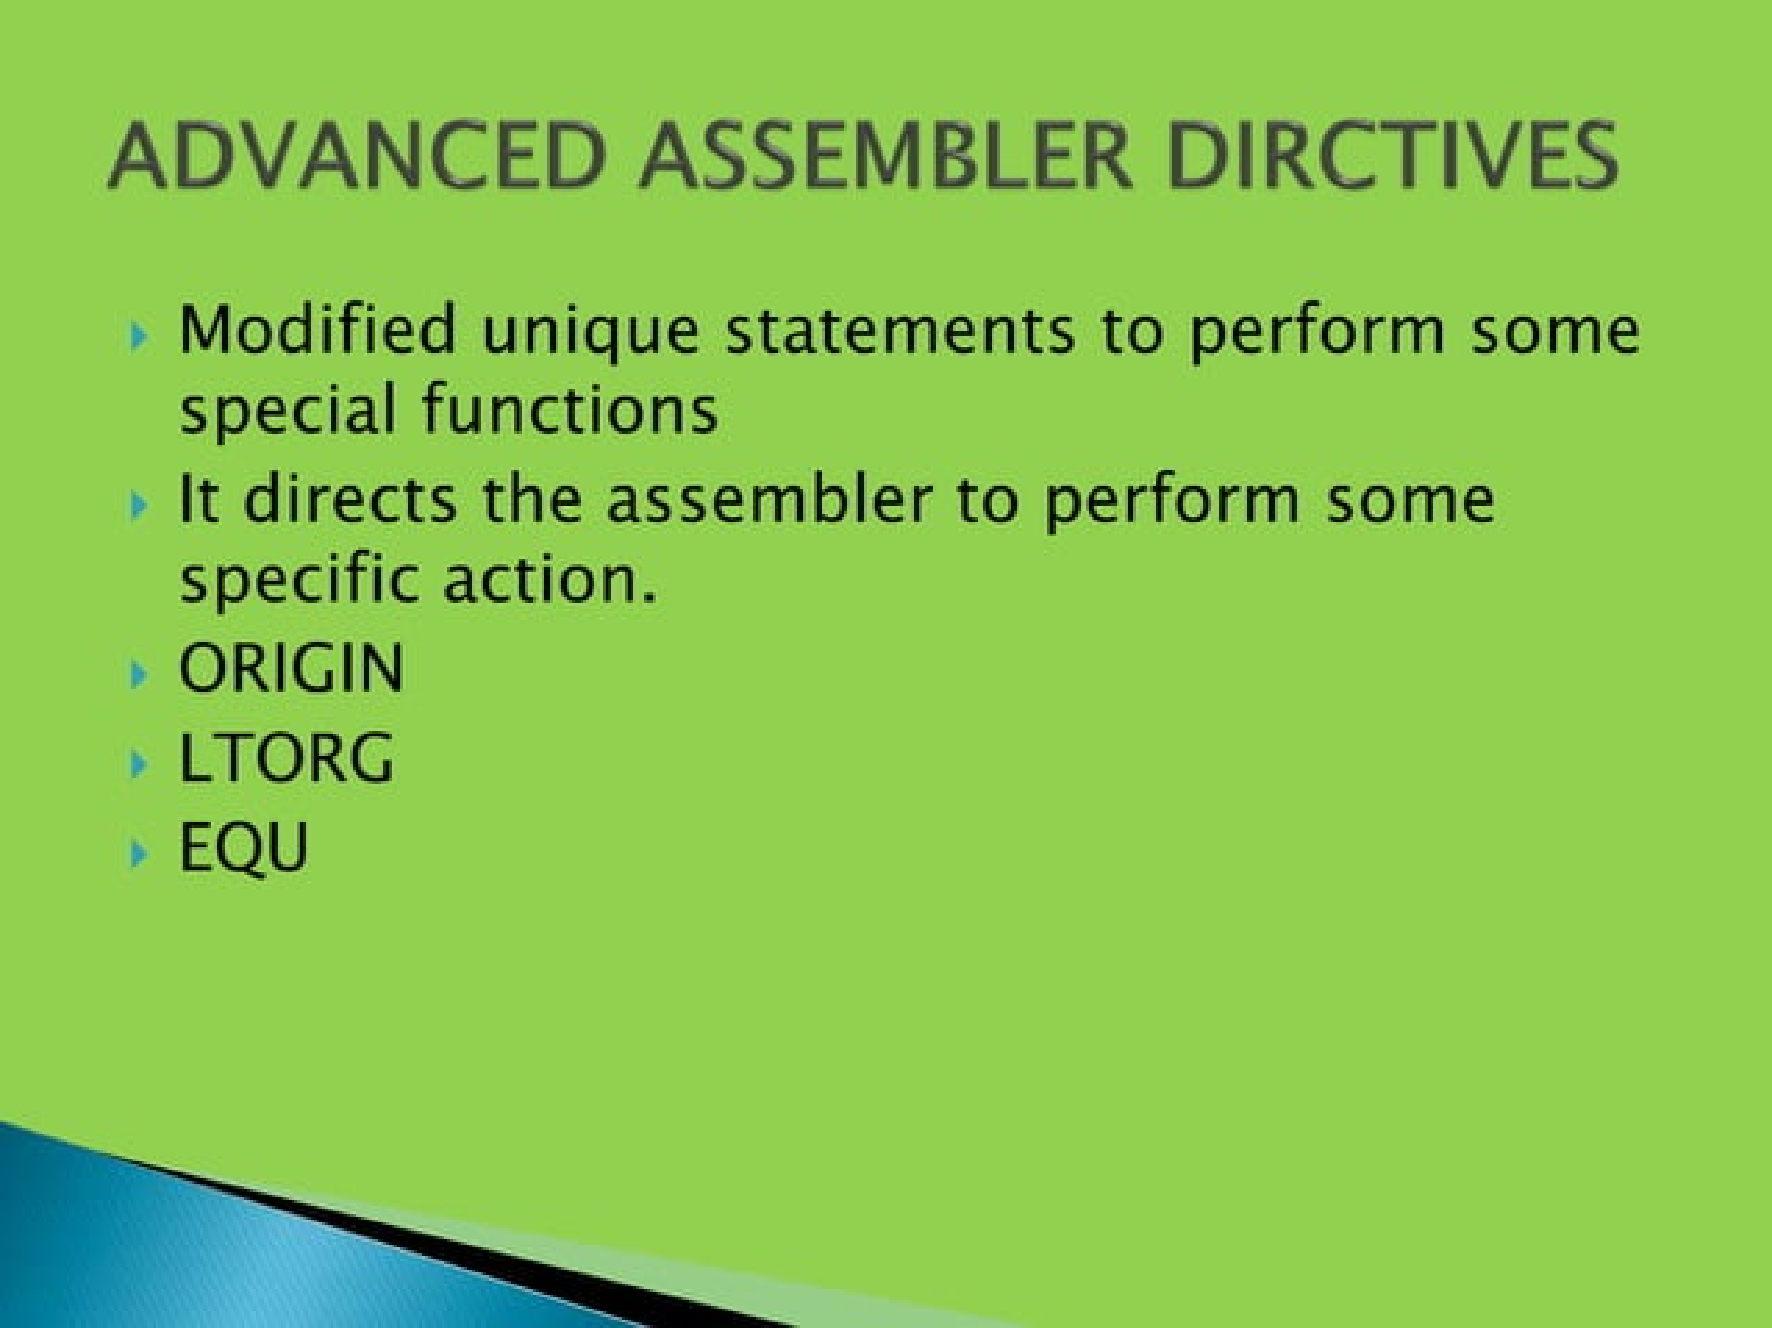 ADVANCED ASSEMBLER DIRCTIVES
Modified unique statements to perform some
special functions
It directs the assembler to perform some
specific action.
ORIGIN
LTORG
EQU